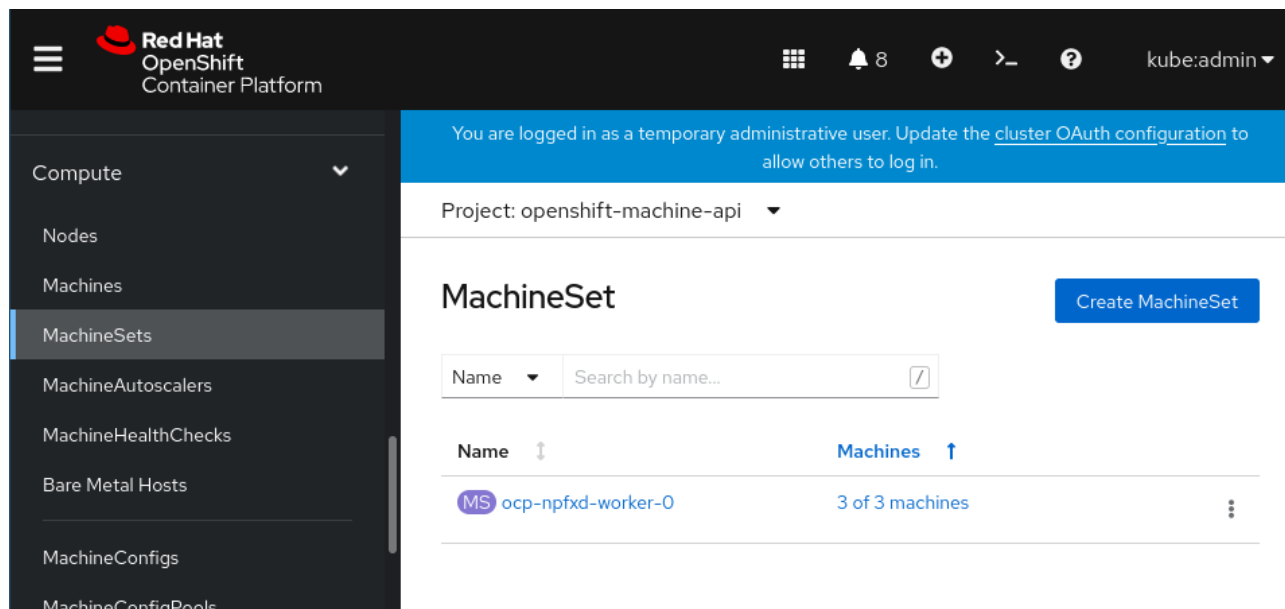 Red Hat
OpenShift
Container Platform
8
kube:admin
You are logged in as a temporary administrative user. Update the cluster OAuth configuration to
allow others to log in.
Compute
Nodes
Machines
MachineSets
MachineAutoscalers
MachineHealthChecks
Bare Metal Hosts
MachineConfigs
MachineConfigPools
Project: openshift-machine-api
MachineSet
Create MachineSet
Name
Search by name...
/
Name
Machines
MS ocp-npfxd-worker-0
3 of 3 machines